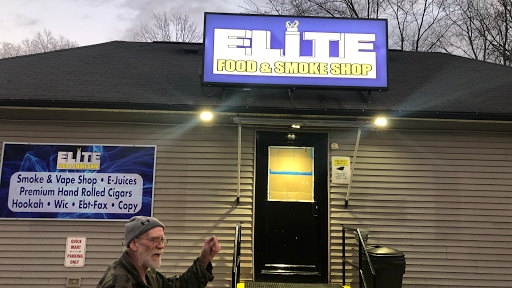 ELITE
FOOD & SMOKE SHOP
ELITE
Smoke & Vape Shop • E-Juices
Premium Hand Rolled Cigars
Hookah • Wic • Ebt-Fax • Copy
QUICK
MART
PARKING
ONLY